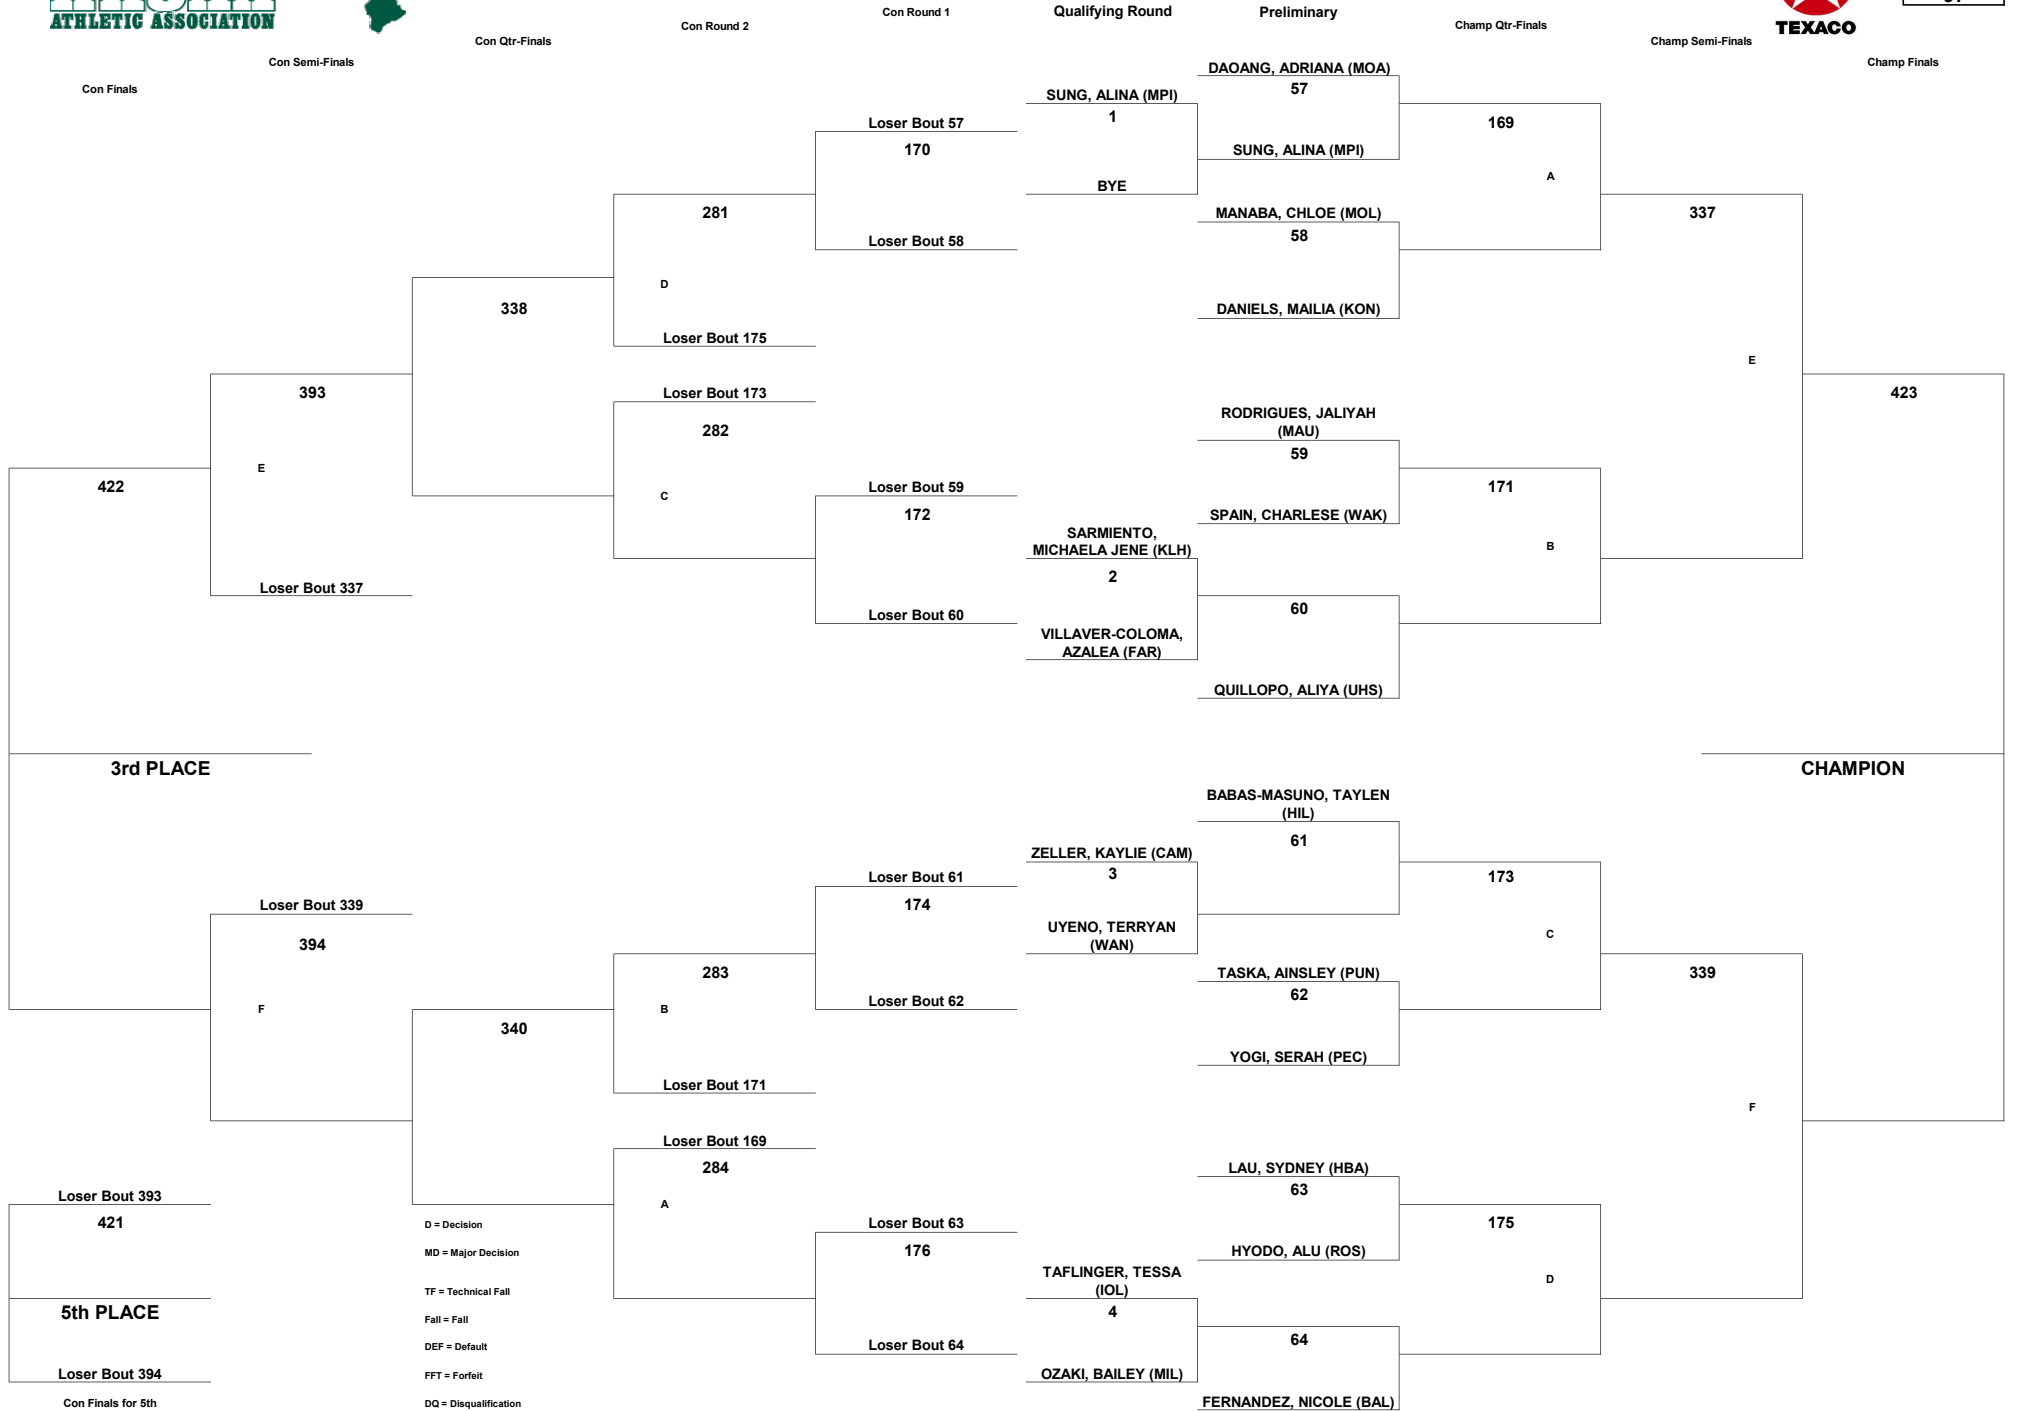 ATHLETIC ASSOCIATION
TEXACO
Con Finals
Con Semi-Finals
Con Qtr-Finals
Con Round 2
Con Round 1
Qualifying Round
Preliminary
Champ Qtr-Finals
Champ Semi-Finals
Champ Finals
DAOANG, ADRIANA (MOA)
57
SUNG, ALINA (MPI)
1
SUNG, ALINA (MPI)
BYE
Loser Bout 57
170
Loser Bout 58
169
A
MANABA, CHLOE (MOL)
58
DANIELS, MAILIA (KON)
281
D
Loser Bout 175
337
338
E
393
E
Loser Bout 337
Loser Bout 173
282
C
Loser Bout 59
172
Loser Bout 60
RODRIGUES, JALIYAH
(MAU)
59
SPAIN, CHARLESE (WAK)
171
B
SARMIENTO,
MICHAELA JENE (KLH)
2
VILLAVER-COLOMA,
AZALEA (FAR)
60
QUILLOPO, ALIYA (UHS)
422
423
3rd PLACE
CHAMPION
BABAS-MASUNO, TAYLEN
(HIL)
61
ZELLER, KAYLIE (CAM)
3
UYENO, TERRYAN
(WAN)
Loser Bout 61
174
Loser Bout 62
173
C
TASKA, AINSLEY (PUN)
62
YOGI, SERAH (PEC)
Loser Bout 339
394
F
283
B
Loser Bout 171
339
340
F
Loser Bout 169
284
A
LAU, SYDNEY (HBA)
63
HYODO, ALU (ROS)
175
D
Loser Bout 63
176
Loser Bout 64
TAFLINGER, TESSA
(IOL)
4
OZAKI, BAILEY (MIL)
64
FERNANDEZ, NICOLE (BAL)
Loser Bout 393
421
5th PLACE
Loser Bout 394
Con Finals for 5th
D = Decision
MD = Major Decision
TF = Technical Fall
Fall = Fall
DEF = Default
FFT = Forfeit
DQ = Disqualification